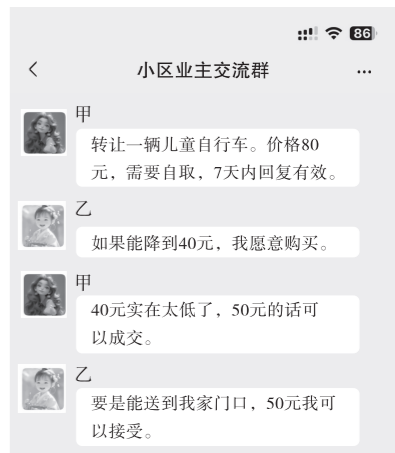 86
小区业主交流群
...
甲
转让一辆儿童自行车。价格80
元，需要自取，7天内回复有效。
乙
如果能降到40元，我愿意购买。
甲
40元实在太低了，50元的话可
以成交。
乙
要是能送到我家门口，50元我可
以接受。